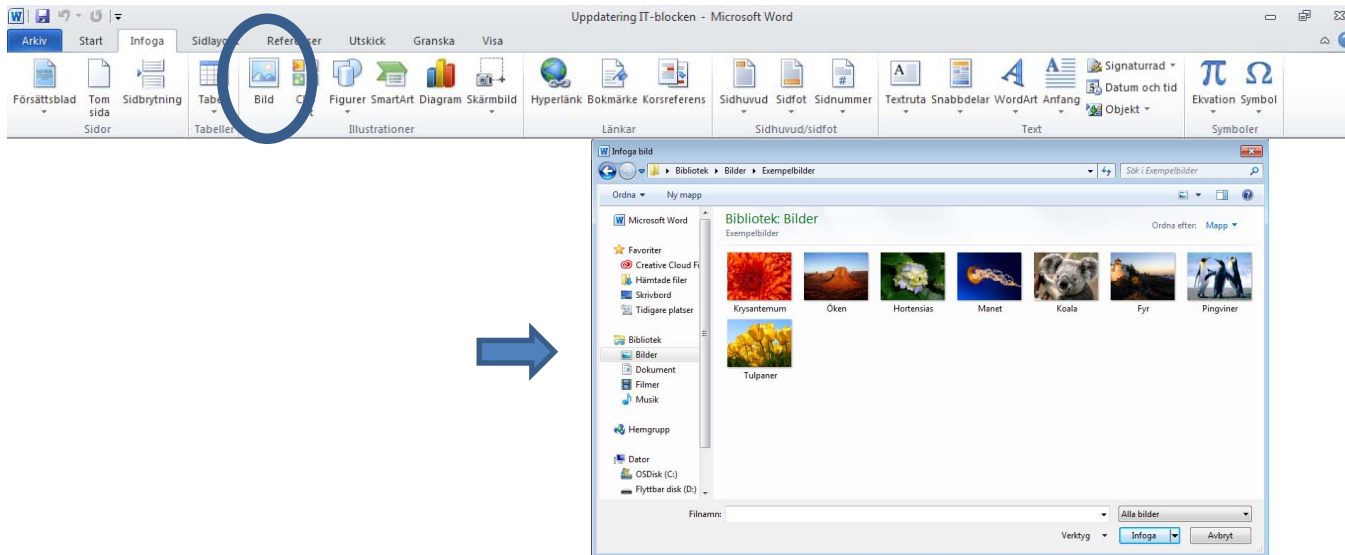 Uppdatering IT-blocken - Microsoft Word
Arkiv Start Infoga Sidlayout Referenser Utskick Granska Visa
Försättsblad Tom sida Sidbrytning Tabell Bild Figurer SmartArt Diagram Skärmbild Hyperlänk Bokmärke Korsreferens Sidhuvud Sidfot Sidnummer Textruta Snabbdelar WordArt Anfang Signaturrad Datum och tid Objekt Ekvation Symbol
Sidor Tabeller Illustrationer Länkar Sidhuvud/sidfot Text Symboler
Infoga bild
Bibliotek Bilder Exempelbilder Sök i Exempelbilder
Ordna Ny mapp
Microsoft Word
Favoriter
Creative Cloud Fi
Hämtade filer
Skrivbord
Tidigare platser
Bibliotek
Bilder
Dokument
Filmer
Musik
Hemgrupp
Dator
OSDisk (C:)
Flyttbar disk (D:)
Bibliotek: Bilder
Exempelbilder
Ordna efter: Mapp
Krysantemum Öken Hortensias Manet Koala Fyr Pingviner
Tulpaner
Filnamn: Alla bilder
Verktyg Infoga Avbryt